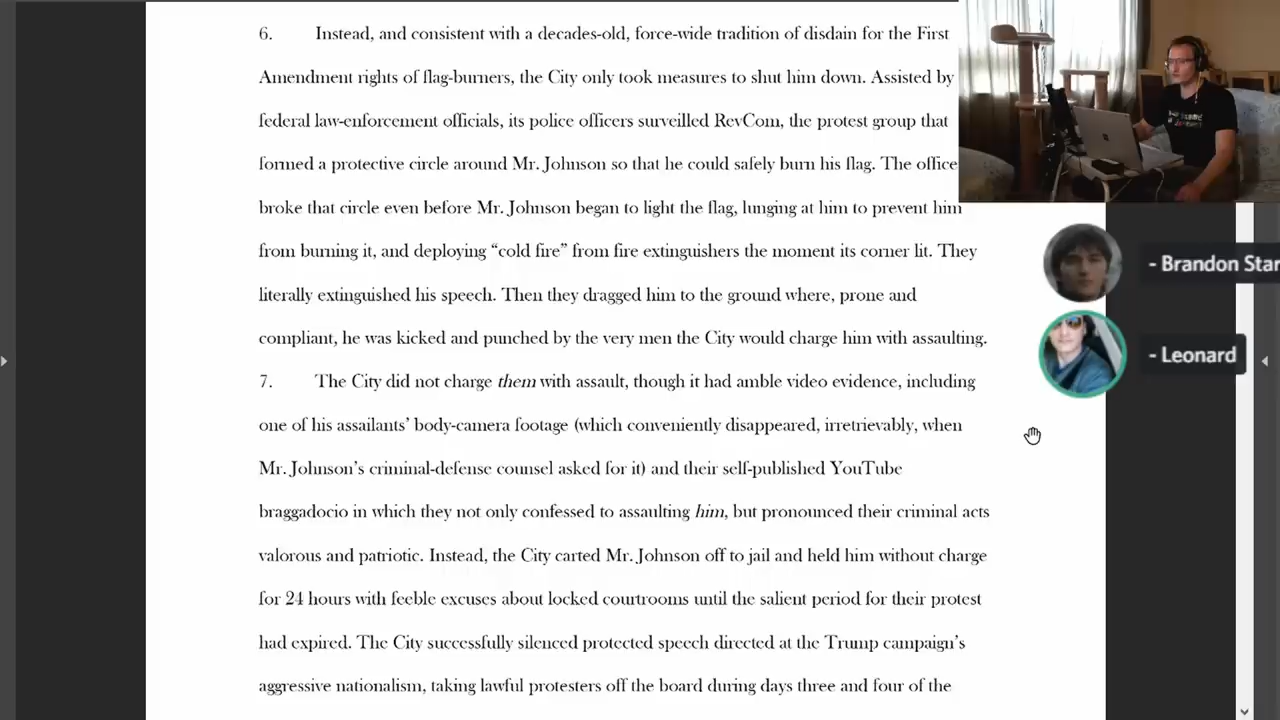 6. Instead, and consistent with a decades-old, force-wide tradition of disdain for the First
Amendment rights of flag-burners, the City only took measures to shut him down. Assisted by
federal law-enforcement officials, its police officers surveilled RevCom, the protest group that
formed a protective circle around Mr. Johnson so that he could safely burn his flag. The office
broke that circle even before Mr. Johnson began to light the flag, lunging at him to prevent him
from burning it, and deploying “cold fire” from fire extinguishers the moment its corner lit. They
literally extinguished his speech. Then they dragged him to the ground where, prone and
compliant, he was kicked and punched by the very men the City would charge him with assaulting.
7. The City did not charge them with assault, though it had amble video evidence, including
one of his assailants’ body-camera footage (which conveniently disappeared, irretrievably, when
Mr. Johnson’s criminal-defense counsel asked for it) and their self-published YouTube
braggadocio in which they not only confessed to assaulting him, but pronounced their criminal acts
valorous and patriotic. Instead, the City carted Mr. Johnson off to jail and held him without charge
for 24 hours with feeble excuses about locked courtrooms until the salient period for their protest
had expired. The City successfully silenced protected speech directed at the Trump campaign’s
aggressive nationalism, taking lawful protesters off the board during days three and four of the
- Brandon Star
- Leonard